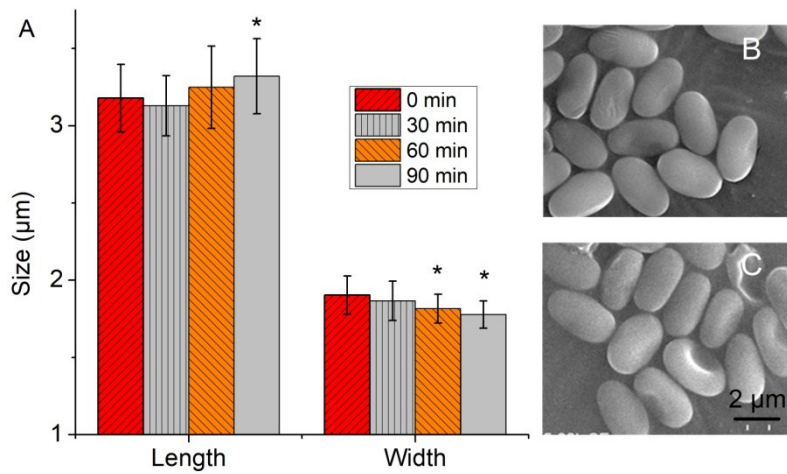 A
*
3
2
1
Size (µm)
0 min
30 min
60 min
90 min
*
*
Length
Width
B
C
2 µm